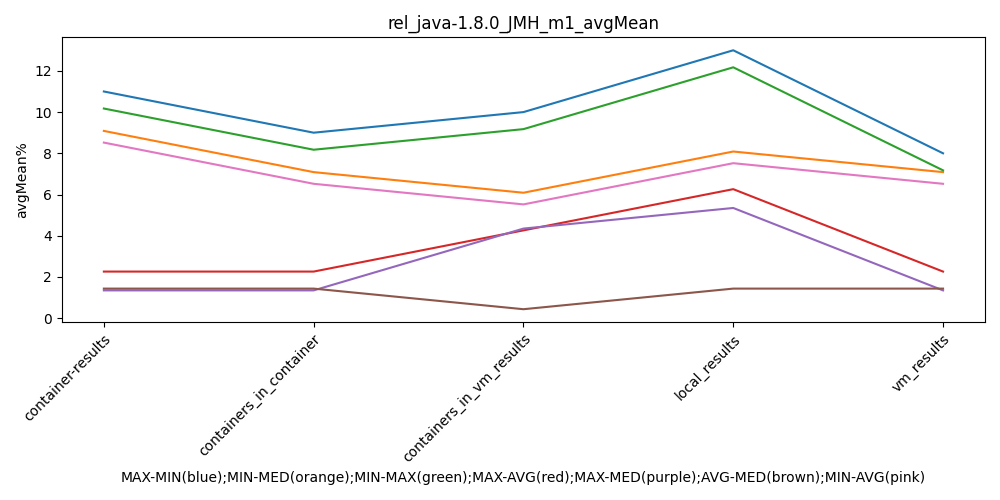 rel_java-1.8.0_JMH_m1_avgMean
avgMean%
12
10
8
6
4
2
0
container-results
containers_in_container
containers_in_vm_results
local_results
vm_results
MAX-MIN(blue);MIN-MED(orange);MIN-MAX(green);MAX-AVG(red);MAX-MED(purple);AVG-MED(brown);MIN-AVG(pink)